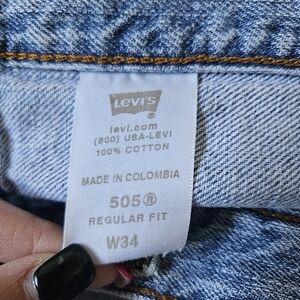 Levi's
levi.com
(800) USA-LEVI
100% COTTON
MADE IN COLOMBIA
505®
REGULAR FIT
W34